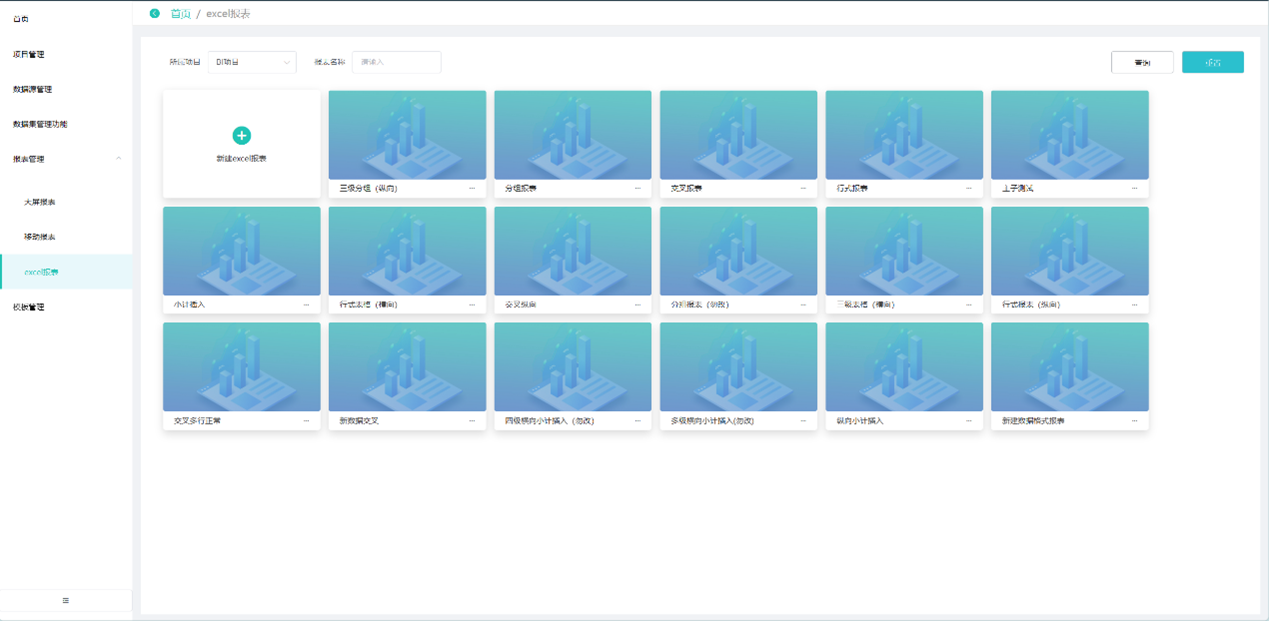 首页
首页 / excel报表
项目管理
数据源管理
数据集管理功能
报表管理
大屏报表
移动报表
excel报表
模板管理
所属项目 BI项目 报表名称 请输入 查询 重置
新建excel报表
三级分组（纵向） 分组报表 交叉报表 行式报表 主子测试
小计插入 行式表格（横向） 交叉纵向 分组报表（勿改） 三级表格（横向） 行式报表（纵向）
交叉多行正常 新数据交叉 四级横向小计插入（勿改） 多级横向小计插入(勿改) 纵向小计插入 新建数据格式报表